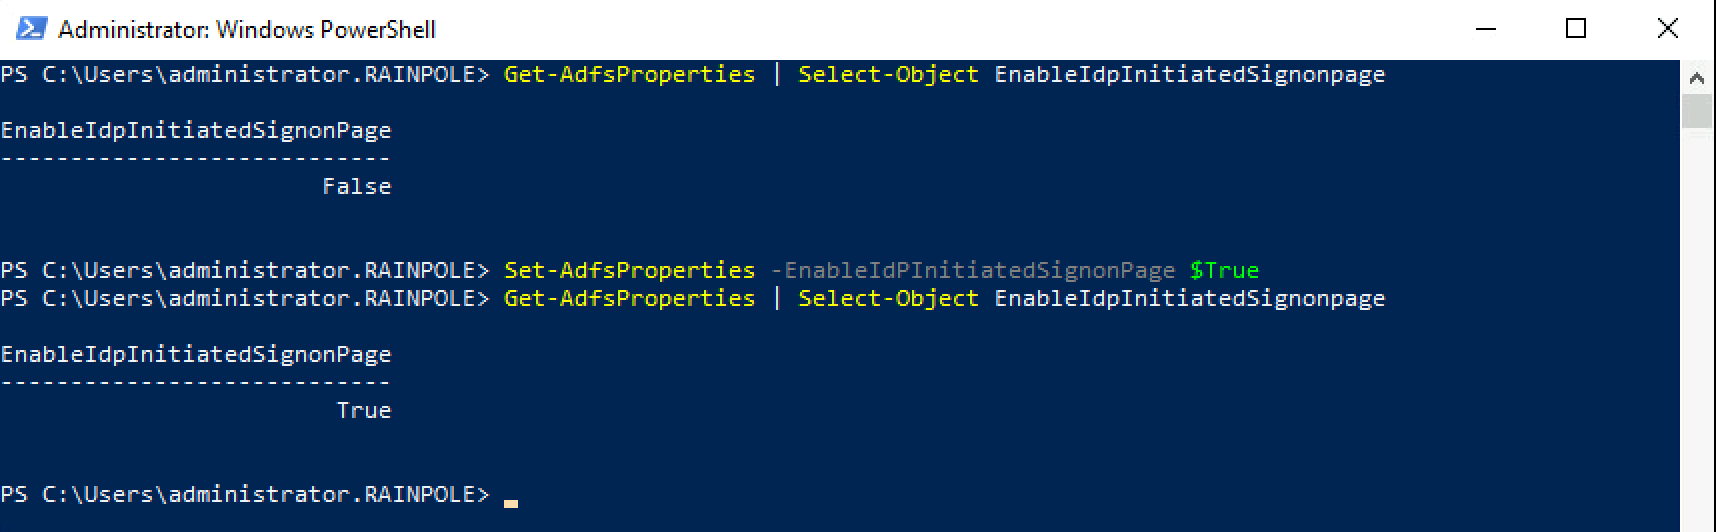 Administrator: Windows PowerShell
PS C:\Users\administrator.RAINPOLE> Get-AdfsProperties | Select-Object EnableIdpInitiatedSignonpage
EnableIdpInitiatedSignonPage
----------------------------
False
PS C:\Users\administrator.RAINPOLE> Set-AdfsProperties -EnableIdPInitiatedSignonPage $True
PS C:\Users\administrator.RAINPOLE> Get-AdfsProperties | Select-Object EnableIdpInitiatedSignonpage
EnableIdpInitiatedSignonPage
----------------------------
True
PS C:\Users\administrator.RAINPOLE>